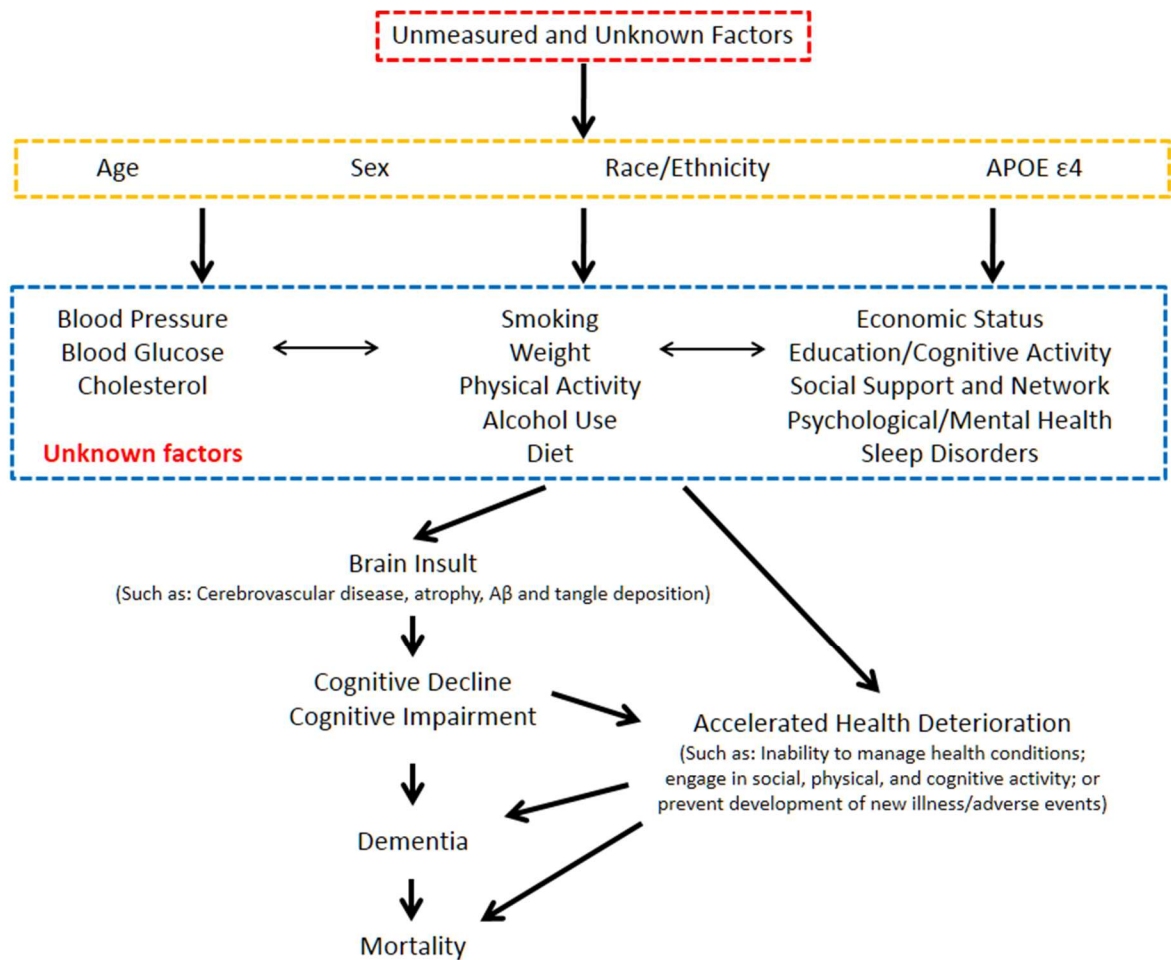 Unmeasured and Unknown Factors
Age
Sex
Race/Ethnicity
APOE ε4
Blood Pressure
Blood Glucose
Cholesterol
Unknown factors
Smoking
Weight
Physical Activity
Alcohol Use
Diet
Economic Status
Education/Cognitive Activity
Social Support and Network
Psychological/Mental Health
Sleep Disorders
Brain Insult
(Such as: Cerebrovascular disease, atrophy, Aβ and tangle deposition)
Cognitive Decline
Cognitive Impairment
Accelerated Health Deterioration
(Such as: Inability to manage health conditions;
engage in social, physical, and cognitive activity; or
prevent development of new illness/adverse events)
Dementia
Mortality